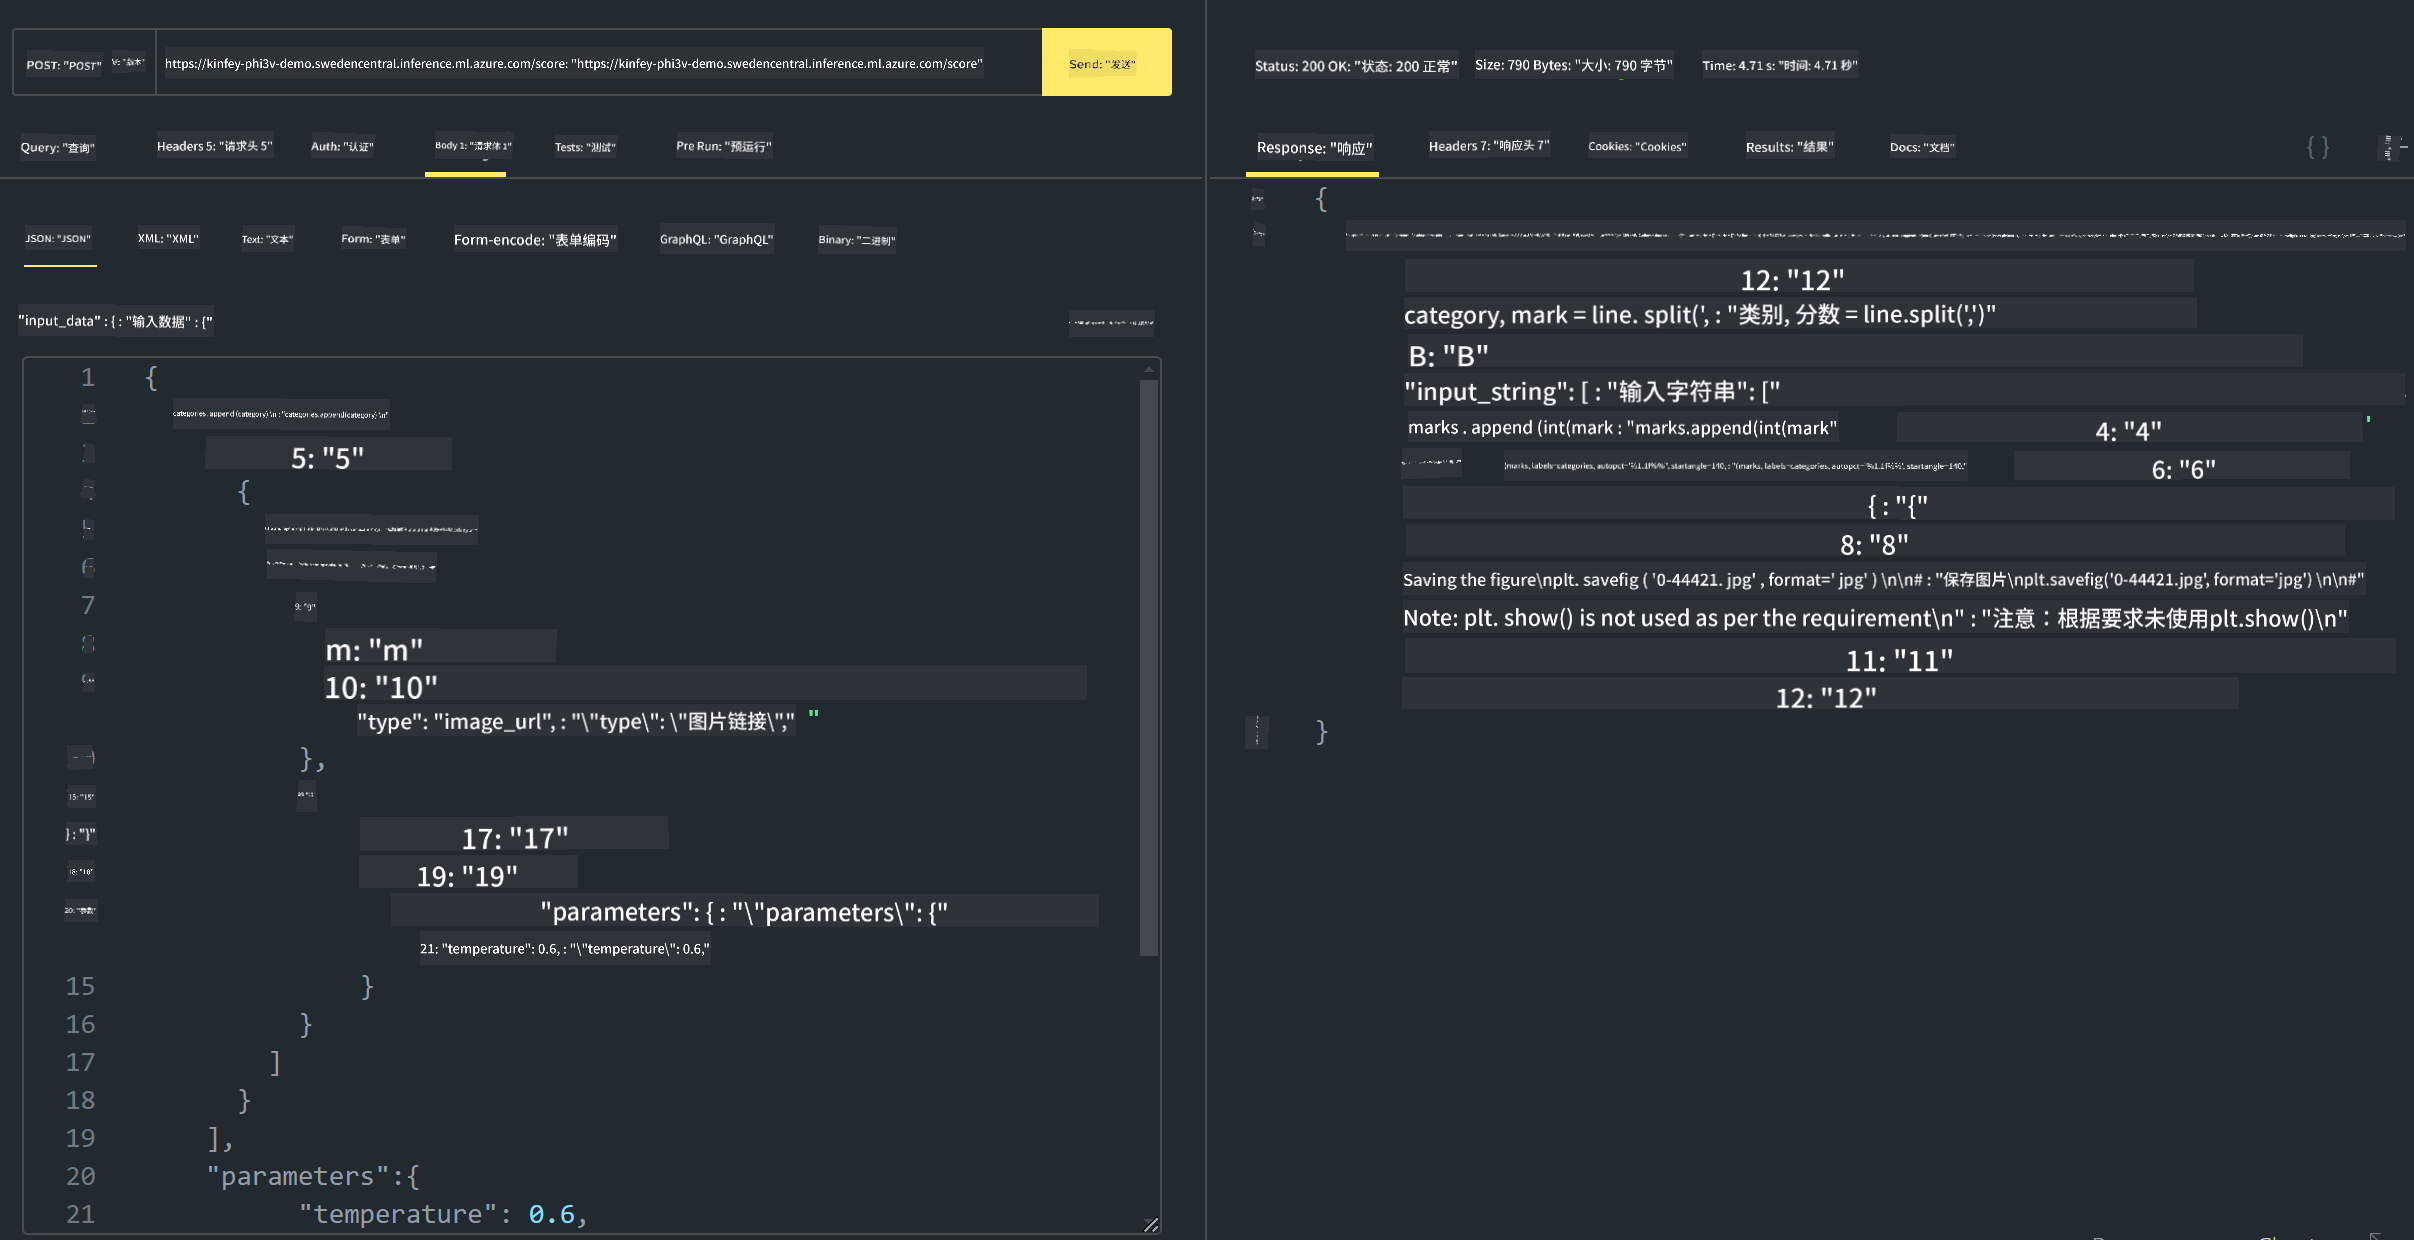 POST: "POST"
https://kinfey-phi3v-demo.swedencentral.inference.ml.azure.com/score: "https://kinfey-phi3v-demo.swedencentral.inference.ml.azure.com/score"
Send: "发送"
Query: "查询" Headers 5: "请求头 5" Auth: "认证" Body 1: "请求体 1" Tests: "测试" Pre Run: "预运行"
JSON: "JSON" XML: "XML" Text: "文本" Form: "表单" Form-encode: "表单编码" GraphQL: "GraphQL" Binary: "二进制"
"input_data" : { : "输入数据" : {"
1 {
categories. append (category) \n : "categories.append(category) \n"
5: "5"
{
7 9: "9"
m: "m"
10: "10"
"type": "image_url", : "\"type\": \"图片链接\"," "
},
15: "15"
} : "}" 17: "17"
18: "18" 19: "19"
20: "参数" "parameters": { : "\"parameters\": {"
21: "temperature": 0.6, : "\"temperature\": 0.6,"
15 }
16 }
17 ]
18 }
19 ],
20 "parameters":{
21 "temperature": 0.6,
Status: 200 OK: "状态: 200 正常" Size: 790 Bytes: "大小: 790 字节" Time: 4.71 s: "时间: 4.71 秒"
Response: "响应" Headers 7: "响应头 7" Cookies: "Cookies" Results: "结果" Docs: "文档" { }
{
12: "12"
category, mark = line. split(', : "类别, 分数 = line.split(',')"
B: "B"
"input_string": [ : "输入字符串": ["
marks . append (int(mark : "marks.append(int(mark" 4: "4" '
(marks, labels=categories, autopct='%1.1f%%', startangle=140, : "(marks, labels=categories, autopct='%1.1f%%', startangle=140," 6: "6"
{ : "{"
8: "8"
Saving the figure\nplt. savefig ( '0-44421. jpg' , format=' jpg' ) \n\n# : "保存图片\nplt.savefig('0-44421.jpg', format='jpg') \n\n#"
Note: plt. show() is not used as per the requirement\n" : "注意：根据要求未使用plt.show()\n"
11: "11"
12: "12"
}